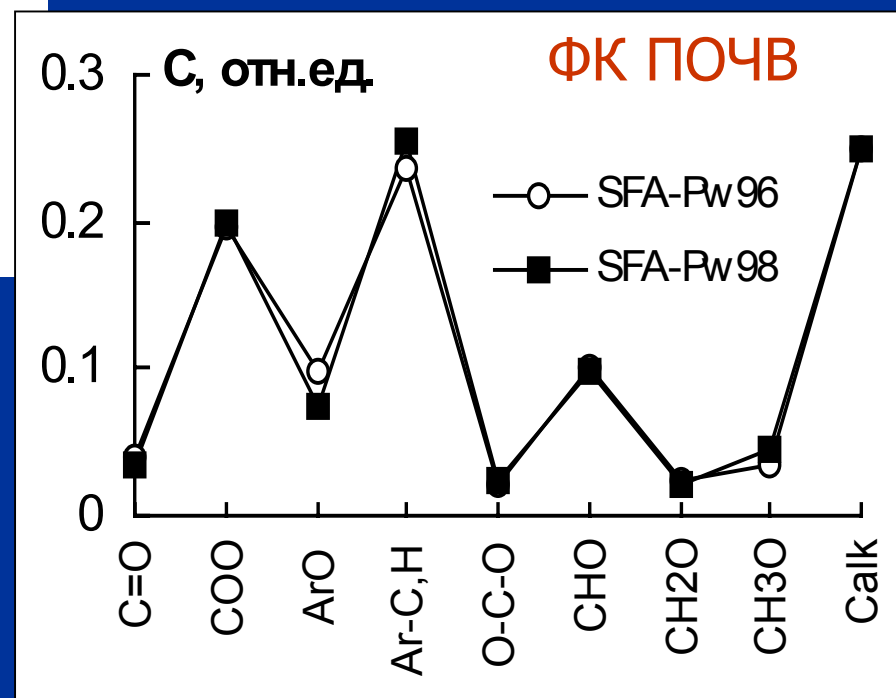 ФК ПОЧВ
С, отн.ед.
0.3
0.2
0.1
0
SFA-Pw96
SFA-Pw98
C=O
COO
ArO
Ar-C,H
O-C-O
CHO
CH2O
CH3O
Calk